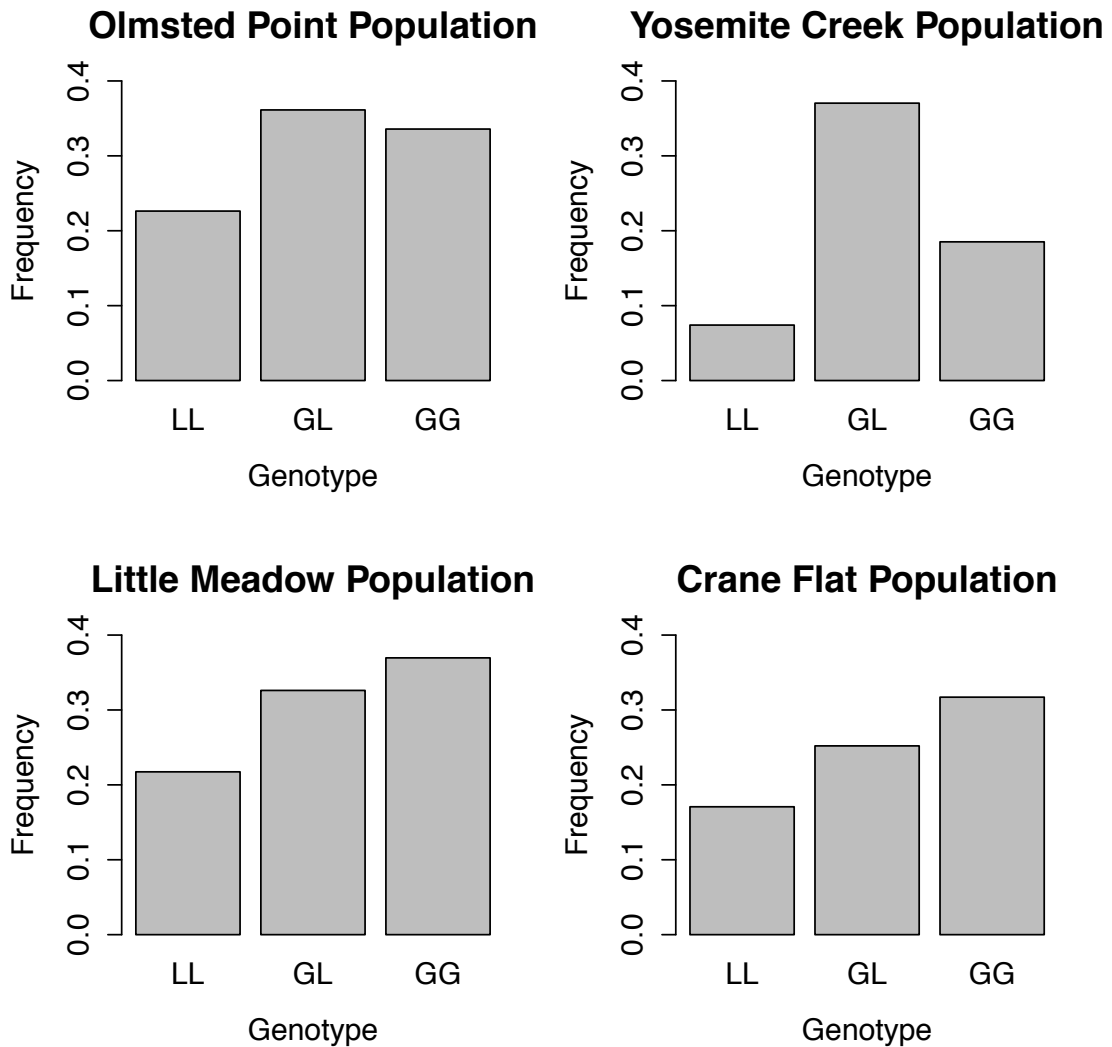 Olmsted Point Population
Frequency
0.4
0.3
0.2
0.1
0.0
LL GL GG
Genotype
Yosemite Creek Population
Frequency
0.4
0.3
0.2
0.1
0.0
LL GL GG
Genotype
Little Meadow Population
Frequency
0.4
0.3
0.2
0.1
0.0
LL GL GG
Genotype
Crane Flat Population
Frequency
0.4
0.3
0.2
0.1
0.0
LL GL GG
Genotype